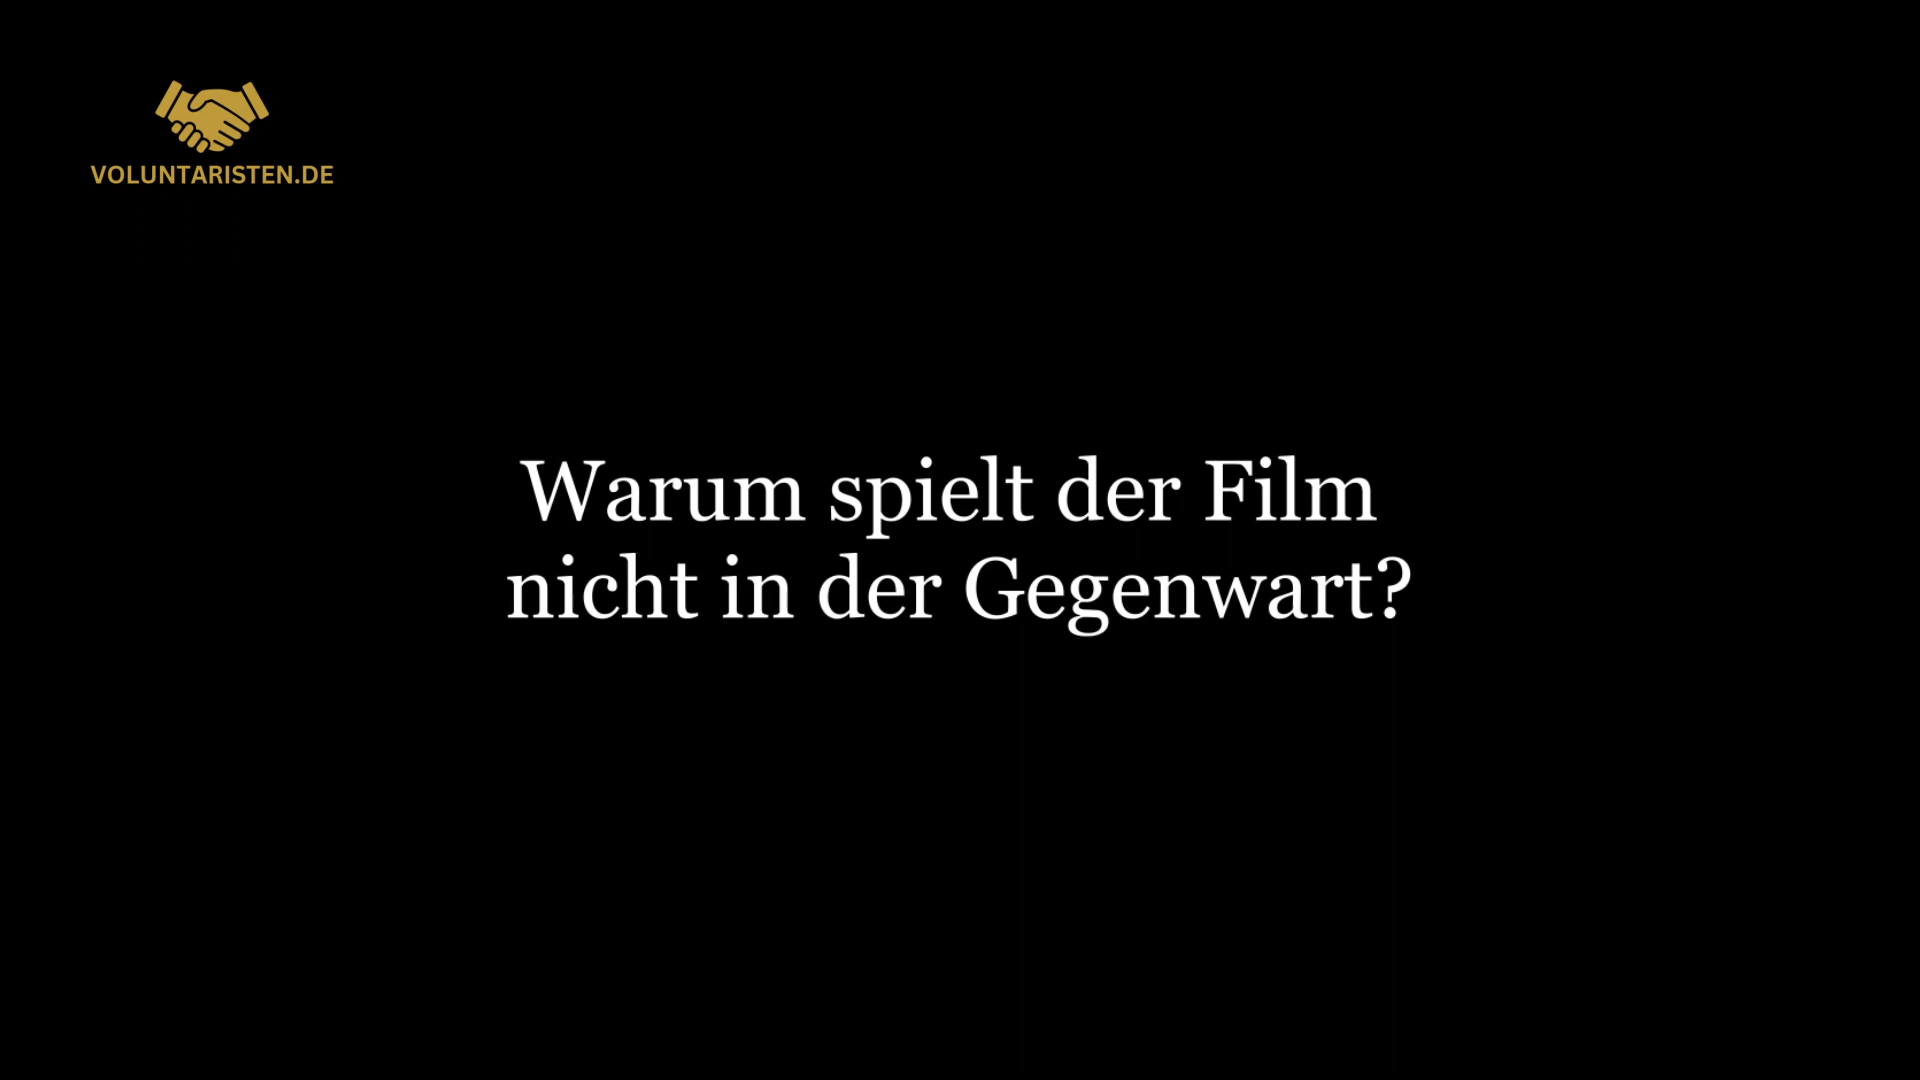 VOLUNTARISTEN.DE
Warum spielt der Film
nicht in der Gegenwart?